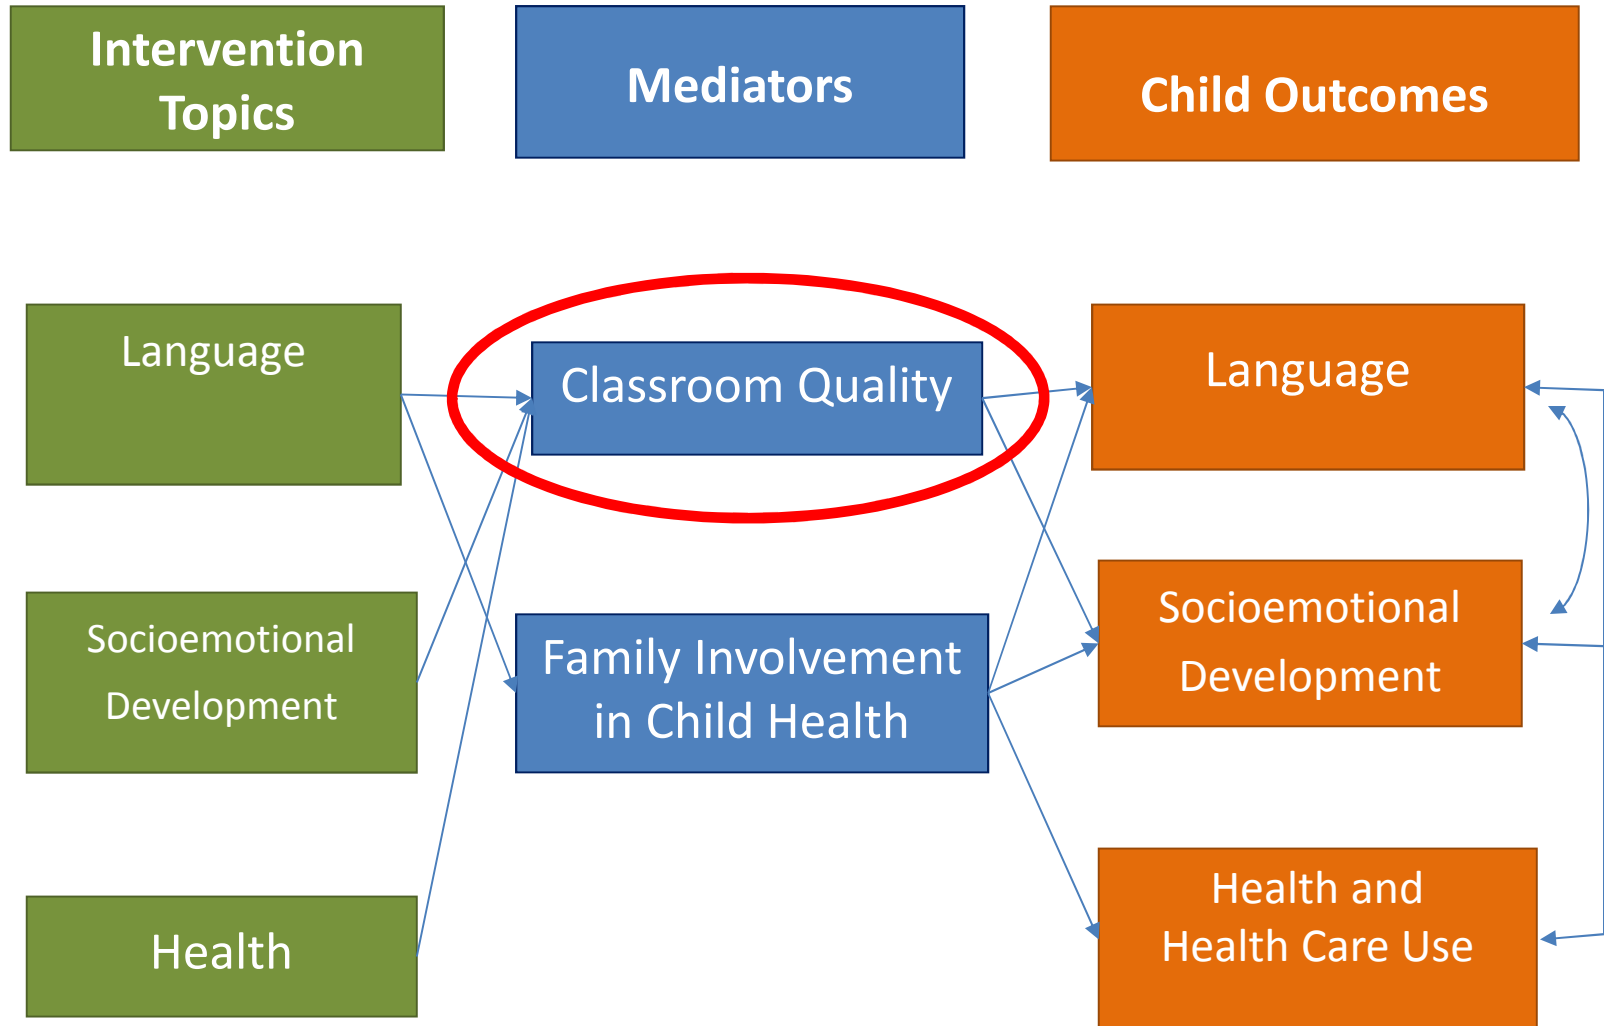 Intervention
Topics
Mediators
Child Outcomes
Language
Classroom Quality
Language
Socioemotional
Development
Family Involvement
in Child Health
Socioemotional
Development
Health
Health and
Health Care Use